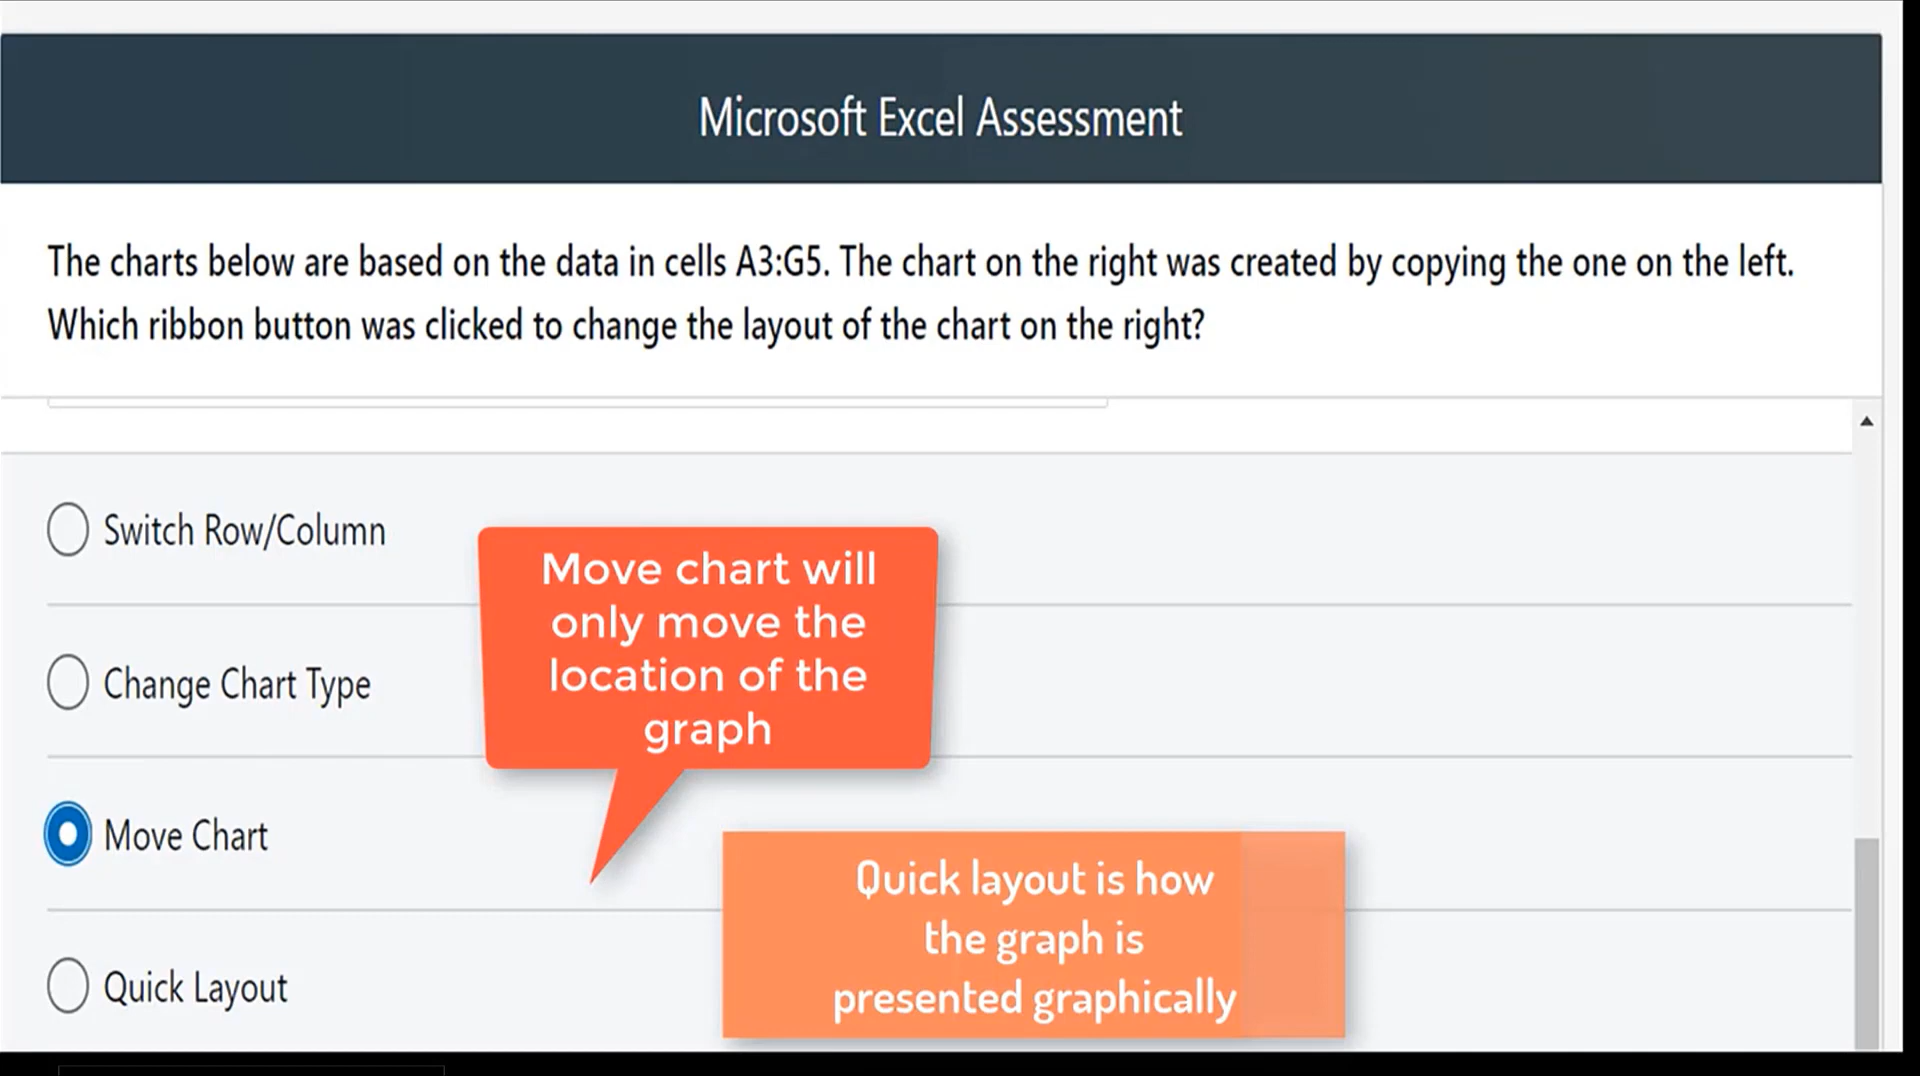 Microsoft Excel Assessment
The charts below are based on the data in cells A3:G5. The chart on the right was created by copying the one on the left.
Which ribbon button was clicked to change the layout of the chart on the right?
Switch Row/Column
Move chart will
only move the
location of the
graph
Change Chart Type
Move Chart
Quick layout is how
the graph is
presented graphically
Quick Layout